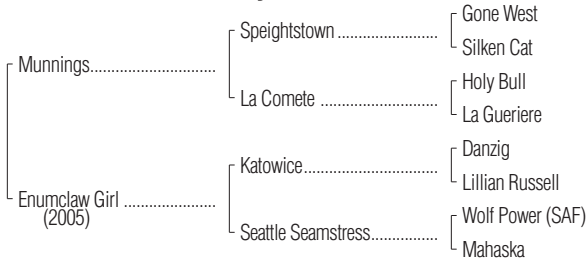 Gone West
Speightstown ............................
Silken Cat
Munnings..................................
Holy Bull
La Comete ................................
La Gueriere
Danzig
Katowice.....................................
Lillian Russell
Enumclaw Girl .........................
(2005)
Wolf Power (SAF)
Seattle Seamstress..................
Mahaska